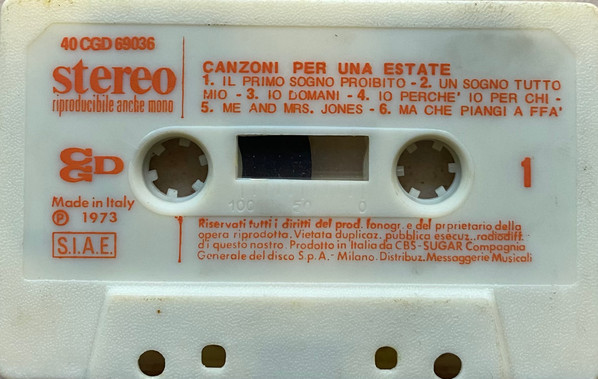 40 CGD 69036
stereo
riproducibile anche mono
CANZONI PER UNA ESTATE
1. IL PRIMO SOGNO PROIBITO - 2. UN SOGNO TUTTO
MIO - 3. IO DOMANI - 4. IO PERCHE' IO PER CHI -
5. ME AND MRS. JONES - 6. MA CHE PIANGI A FFA'
CGD
1
100 50 0
Made in Italy
℗ 1973
S.I.A.E.
Riservati tutti i diritti del prod. fonogr. e del prprietario della
opera riprodotta. Vietata duplicaz. pubblica esecuz. radiodiff.
di questo nastro. Prodotto in Italia da CBS-SUGAR Compagnia
Generale del disco S.p.A.- Milano. Distribuz. Messaggerie Musicali